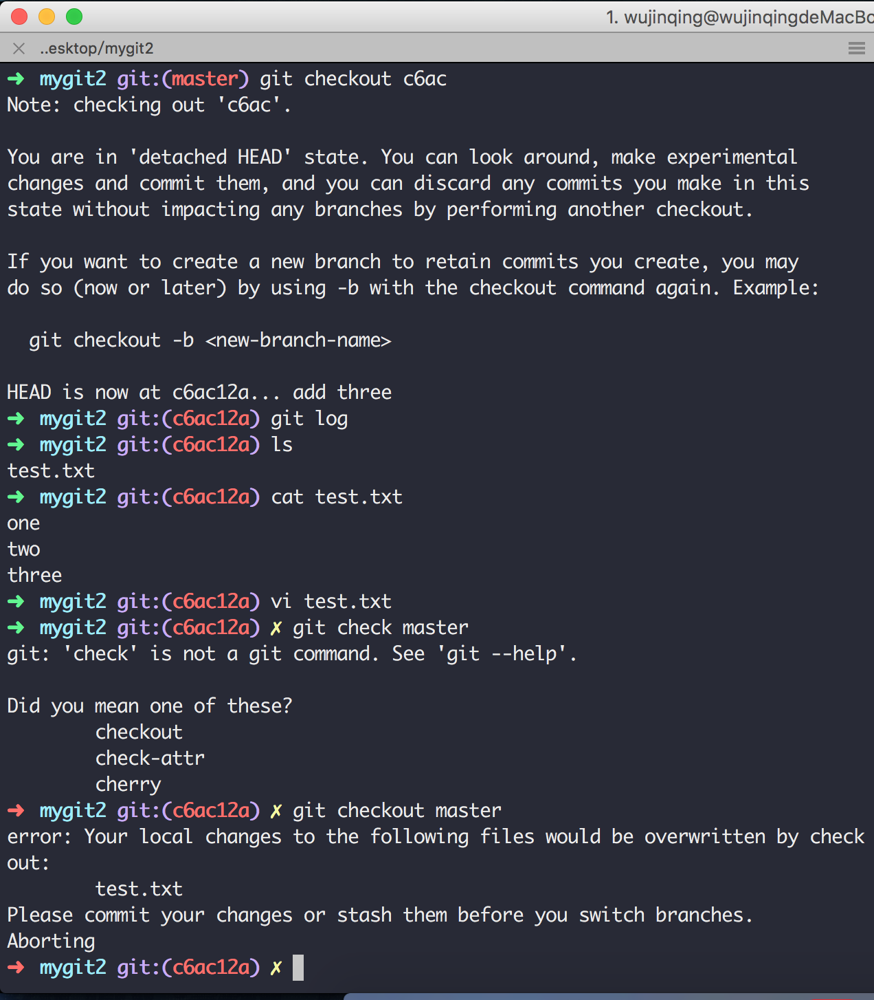 1. wujinqing@wujinqingdeMacBo
..esktop/mygit2
➜ mygit2 git:(master) git checkout c6ac
Note: checking out 'c6ac'.
You are in 'detached HEAD' state. You can look around, make experimental
changes and commit them, and you can discard any commits you make in this
state without impacting any branches by performing another checkout.
If you want to create a new branch to retain commits you create, you may
do so (now or later) by using -b with the checkout command again. Example:
git checkout -b <new-branch-name>
HEAD is now at c6ac12a... add three
➜ mygit2 git:(c6ac12a) git log
➜ mygit2 git:(c6ac12a) ls
test.txt
➜ mygit2 git:(c6ac12a) cat test.txt
one
two
three
➜ mygit2 git:(c6ac12a) vi test.txt
➜ mygit2 git:(c6ac12a) ✗ git check master
git: 'check' is not a git command. See 'git --help'.
Did you mean one of these?
checkout
check-attr
cherry
➜ mygit2 git:(c6ac12a) ✗ git checkout master
error: Your local changes to the following files would be overwritten by check
out:
test.txt
Please commit your changes or stash them before you switch branches.
Aborting
➜ mygit2 git:(c6ac12a) ✗